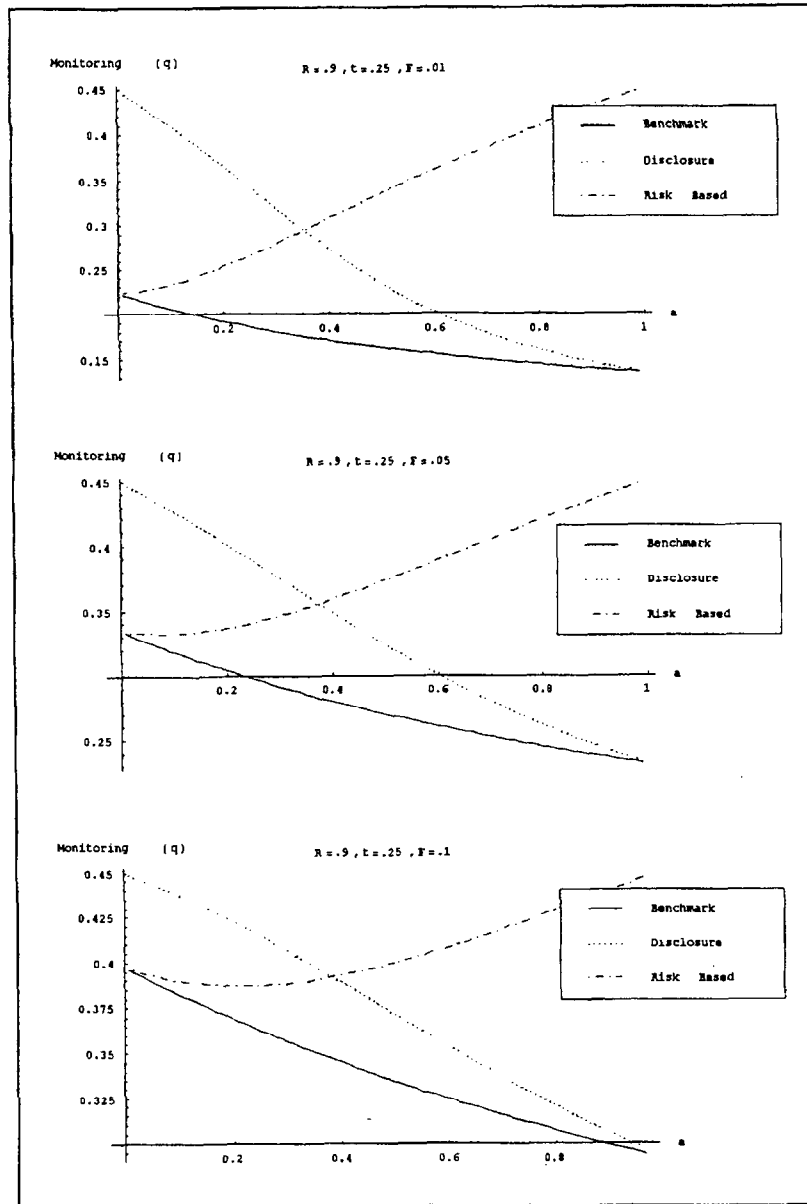 Monitoring (q)
R=.9, t=.25, F=.01
0.45
0.4
0.35
0.3
0.25
0.15
0.2 0.4 0.6 0.8 1 a
Benchmark
Disclosure
Risk Based
Monitoring (q)
R=.9, t=.25, F=.05
0.45
0.4
0.35
0.25
0.2 0.4 0.6 0.8 1 a
Benchmark
Disclosure
Risk Based
Monitoring (q)
R=.9, t=.25, F=.1
0.45
0.425
0.4
0.375
0.35
0.325
0.2 0.4 0.6 0.8 a
Benchmark
Disclosure
Risk Based